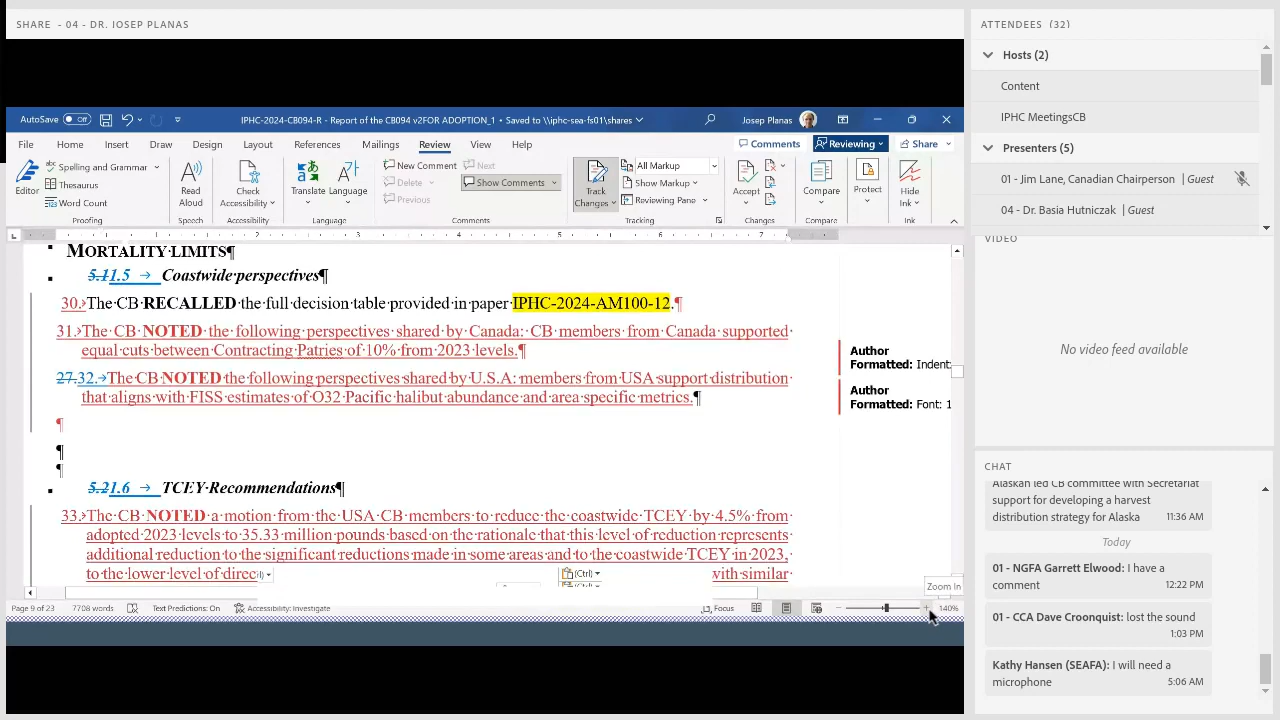 SHARE - 04 - DR. JOSEP PLANAS
AutoSave Off
IPHC-2024-CB094-R - Report of the CB094 v2FOR ADOPTION_1 • Saved to \\iphc-sea-fs01\shares
Josep Planas
File Home Insert Draw Design Layout References Mailings Review View Help
Comments Reviewing Share
Editor
Spelling and Grammar
Thesaurus
Word Count
Proofing
Read Aloud
Speech
Check Accessibility
Accessibility
Translate Language
Language
New Comment
Delete
Previous
Next
Show Comments
Comments
Track Changes
All Markup
Show Markup
Reviewing Pane
Tracking
Accept
Changes
Compare
Compare
Protect
Hide Ink
Ink
1 2 3 4 5 6 7
MORTALITY·LIMITS¶
5.11.5 → Coastwide·perspectives¶
30. The·CB·RECALLED·the·full·decision·table·provided·in·paper·IPHC-2024-AM100-12.¶
31. The·CB·NOTED·the·following·perspectives·shared·by·Canada:·CB·members·from·Canada·supported·
equal·cuts·between·Contracting·Patries·of·10%·from·2023·levels.¶
27.32.→The·CB·NOTED·the·following·perspectives·shared·by·U.S.A:·members·from·USA·support·distribution·
that·aligns·with·FISS·estimates·of·O32·Pacific·halibut·abundance·and·area·specific·metrics.¶
¶
¶
¶
5.21.6 → TCEY·Recommendations¶
33. The·CB·NOTED·a·motion·from·the·USA·CB·members·to·reduce·the·coastwide·TCEY·by·4.5%·from·
adopted·2023·levels·to·35.33·million·pounds·based·on·the·rationale·that·this·level·of·reduction·represents·
additional·reduction·to·the·significant·reductions·made·in·some·areas·and·to·the·coastwide·TCEY·in·2023,·
to·the·lower·level·of·direc (Ctrl) with·similar·
Author
Formatted: Indent
Author
Formatted: Font: 1
Zoom In
Page 9 of 23 7708 words Text Predictions: On Accessibility: Investigate Focus 140%
ATTENDEES (32)
Hosts (2)
Content
IPHC MeetingsCB
Presenters (5)
01 - Jim Lane, Canadian Chairperson | Guest
04 - Dr. Basia Hutniczak | Guest
VIDEO
No video feed available
CHAT
Alaskan led CB committee with Secretariat
support for developing a harvest
distribution strategy for Alaska 11:36 AM
Today
01 - NGFA Garrett Elwood: I have a
comment 12:22 PM
01 - CCA Dave Croonquist: lost the sound
1:03 PM
Kathy Hansen (SEAFA): I will need a
microphone 5:06 AM